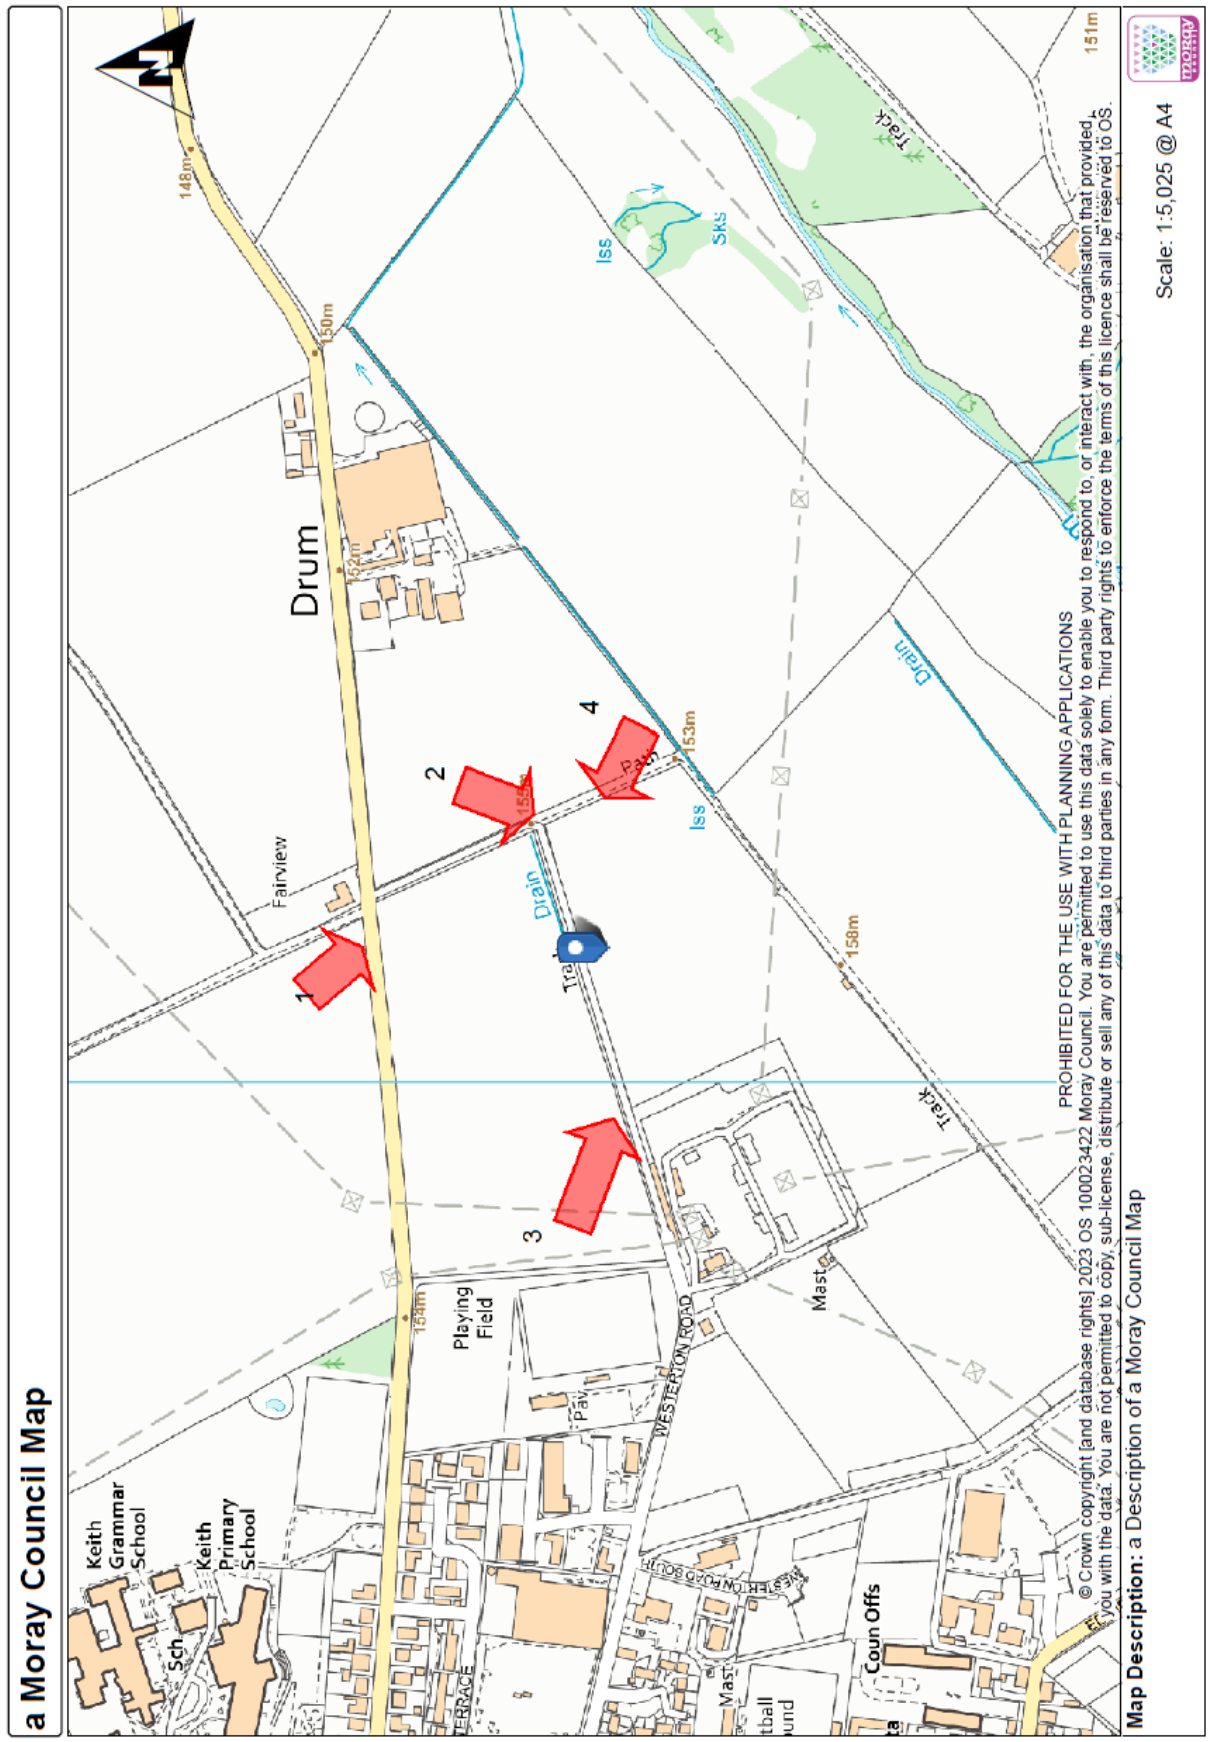 a Moray Council Map
N
148m
150m
Drum
152m
Fairview
1
2
155m
4
Path
153m
Drain
Iss
Iss
Sks
Track
151m
Drain
158m
Track
3
154m
Playing
Field
Pav
WESTERTON ROAD
Mast
Keith
Grammar
School
Keith
Primary
School
Sch
TERRACE
WESTERTON ROAD SOUTH
Mast
Coun Offs
tball
und
PROHIBITED FOR THE USE WITH PLANNING APPLICATIONS
© Crown copyright [and database rights] 2023 OS 100023422 Moray Council. You are permitted to use this data solely to enable you to respond to, or interact with, the organisation that provided
you with the data. You are not permitted to copy, sub-license, distribute or sell any of this data to third parties in any form. Third party rights to enforce the terms of this licence shall be reserved to OS.
Map Description: a Description of a Moray Council Map
Scale: 1:5,025 @ A4
moray